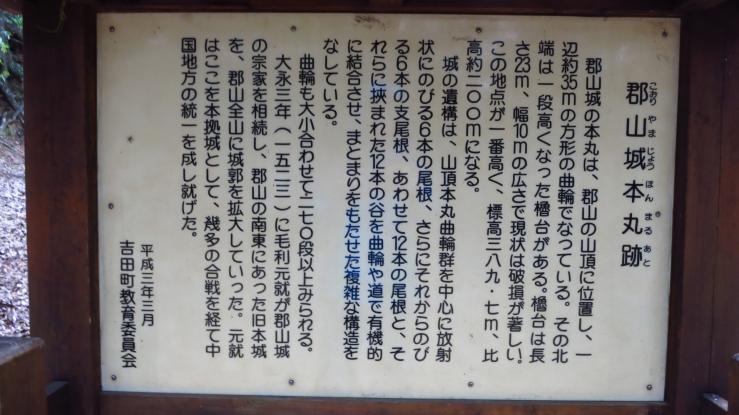 郡山城本丸跡
こおりやまじょうほんまるあと
郡山城の本丸は、郡山の山頂に位置し、一
辺約35mの方形の曲輪でなっている。その北
端は一段高くなった櫓台がある。櫓台は長
さ23m、幅10mの広さで現状は破損が著しい。
この地点が一番高く、標高三八九・七m、比
高約二〇〇mになる。
城の遺構は、山頂本丸曲輪群を中心に放射
状にのびる6本の尾根、さらにそれからのび
る6本の支尾根、あわせて12本の尾根と、そ
れらに挾まれた12本の谷を曲輪や道で有機的
に結合させ、まとまりをもたせた複雑な構造を
なしている。
曲輪も大小合わせて二七〇段以上みられる。
大永三年(一五二三)に毛利元就が郡山城
の宗家を相続し、郡山の南東にあった旧本城
を、郡山全山に城郭を拡大していった。元就
はここを本拠城として、幾多の合戦を経て中
国地方の統一を成し就げた。
平成三年三月
吉田町教育委員会